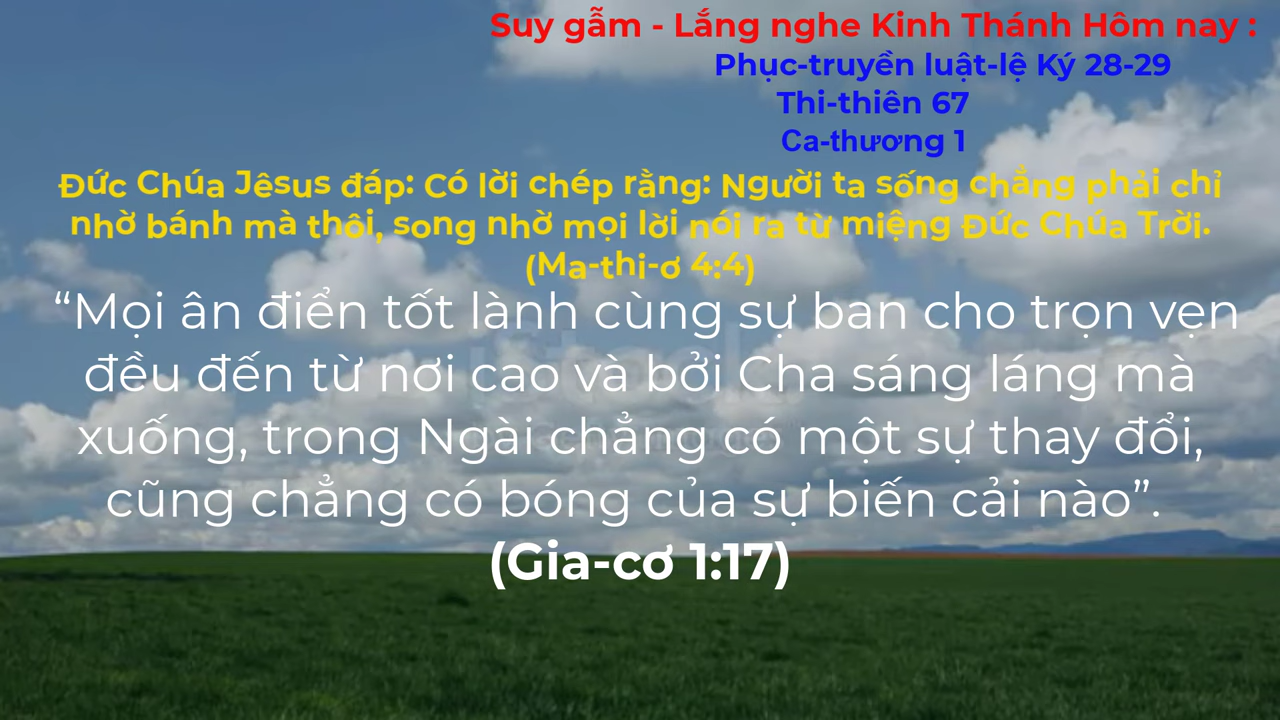 Suy gẫm - Lắng nghe Kinh Thánh Hôm nay :
Phục-truyền luật-lệ Ký 28-29
Thi-thiên 67
Ca-thương 1
Đức Chúa Jêsus đáp: Có lời chép rằng: Người ta sống chẳng phải chỉ
nhờ bánh mà thôi, song nhờ mọi lời nói ra từ miệng Đức Chúa Trời.
(Ma-thi-ơ 4:4)
“Mọi ân điển tốt lành cùng sự ban cho trọn vẹn
đều đến từ nơi cao và bởi Cha sáng láng mà
xuống, trong Ngài chẳng có một sự thay đổi,
cũng chẳng có bóng của sự biến cải nào”.
(Gia-cơ 1:17)